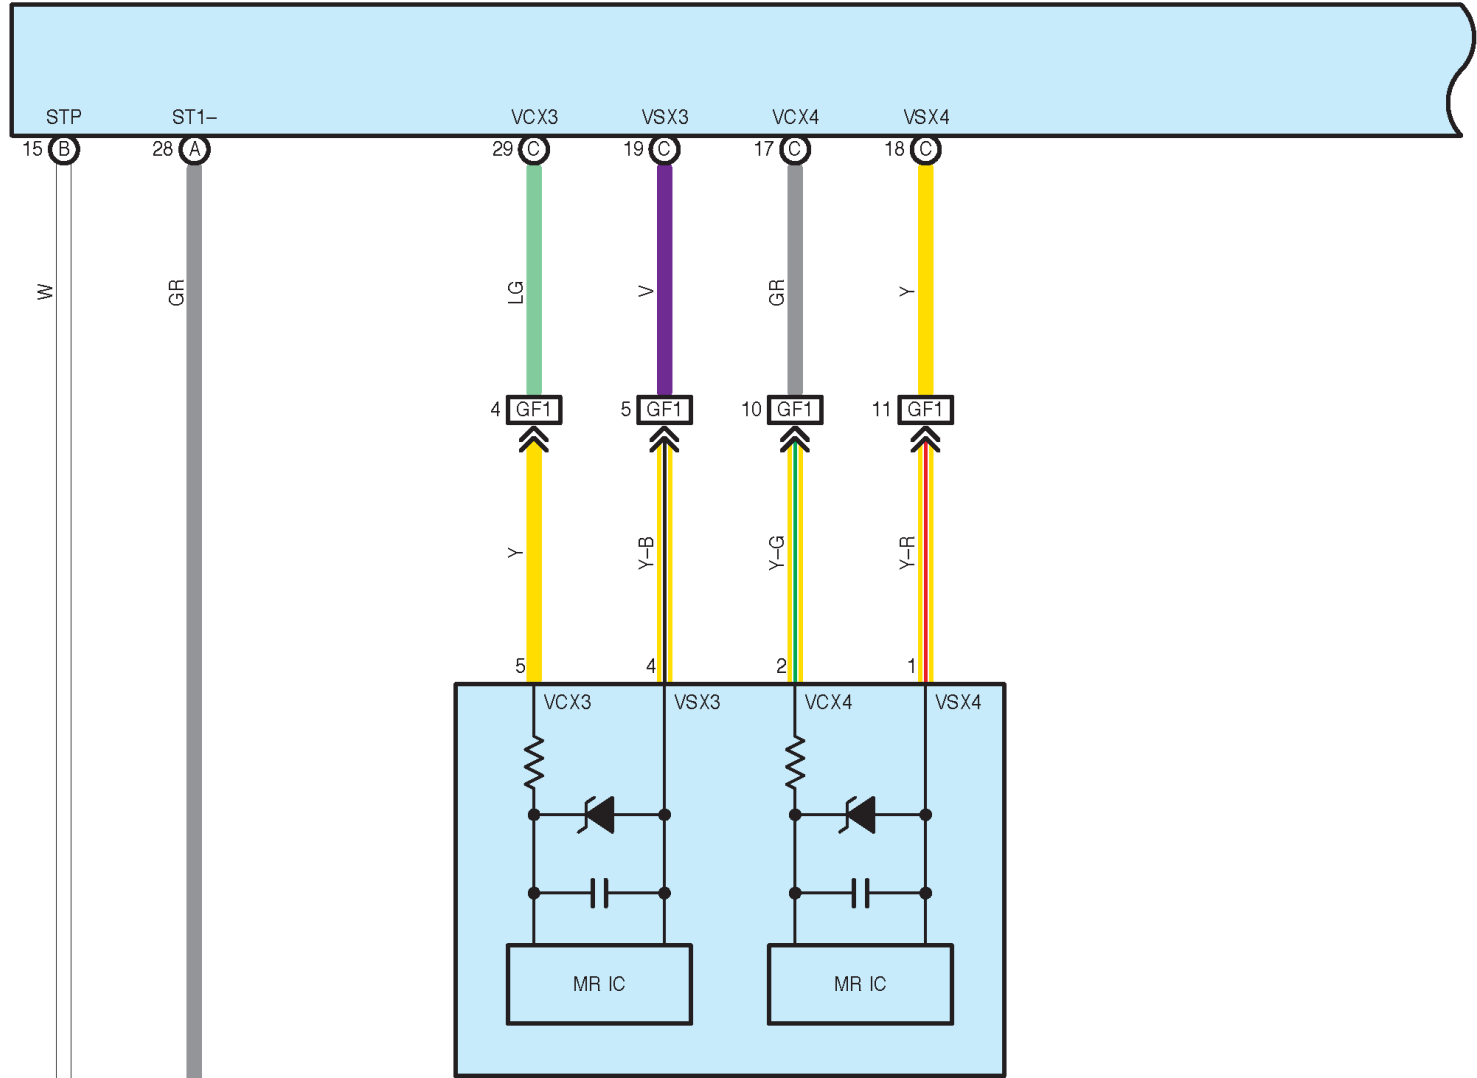 STP ST1– VCX3 VSX3 VCX4 VSX4
15 B 28 A 29 C 19 C 17 C 18 C
W GR LG V GR Y
4 GF1 5 GF1 10 GF1 11 GF1
Y Y–B Y–G Y–R
5 4 2 1
VCX3 VSX3 VCX4 VSX4
MR IC MR IC